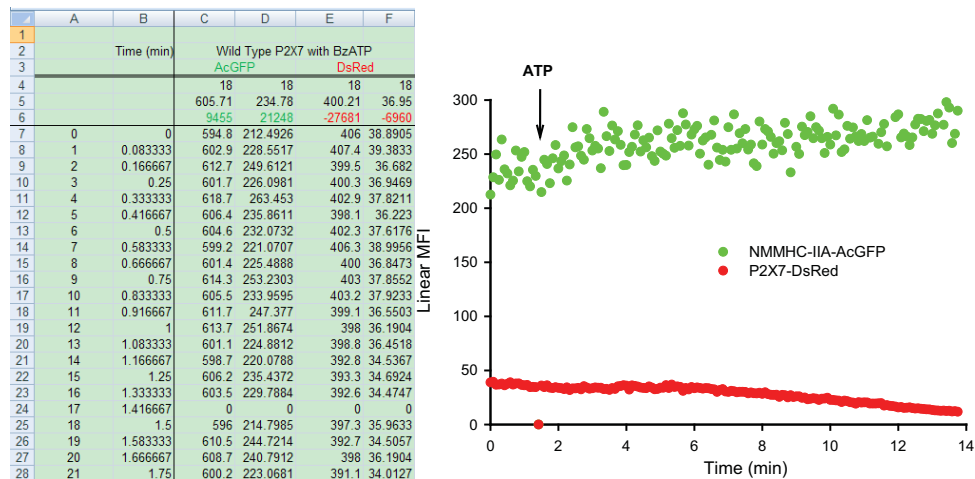 A B C D E F
1
2 Time (min) Wild Type P2X7 with BzATP
3 AcGFP DsRed
4 18 18 18 18
5 605.71 234.78 400.21 36.95
6 9455 21248 -27681 -6960
7 0 0 594.8 212.4926 406 38.8905
8 1 0.083333 602.9 228.5517 407.4 39.3833
9 2 0.166667 612.7 249.6121 399.5 36.682
10 3 0.25 601.7 226.0981 400.3 36.9469
11 4 0.333333 618.7 263.453 402.9 37.8211
12 5 0.416667 606.4 235.8611 398.1 36.223
13 6 0.5 604.6 232.0732 402.3 37.6176
14 7 0.583333 599.2 221.0707 406.3 38.9956
15 8 0.666667 601.4 225.4888 400 36.8473
16 9 0.75 614.3 253.2303 403 37.8552
17 10 0.833333 605.5 233.9595 403.2 37.9233
18 11 0.916667 611.7 247.377 399.1 36.5503
19 12 1 613.7 251.8674 398 36.1904
20 13 1.083333 601.1 224.8812 398.8 36.4518
21 14 1.166667 598.7 220.0788 392.8 34.5367
22 15 1.25 606.2 235.4372 393.3 34.6924
23 16 1.333333 603.5 229.7884 392.6 34.4747
24 17 1.416667 0 0 0 0
25 18 1.5 596 214.7985 397.3 35.9633
26 19 1.583333 610.5 244.7214 392.7 34.5057
27 20 1.666667 608.7 240.7912 398 36.1904
28 21 1.75 600.2 223.0681 391.1 34.0127
ATP
300
250
200
150
100
50
0
Linear MFI
NMMHC-IIA-AcGFP
P2X7-DsRed
0 2 4 6 8 10 12 14
Time (min)